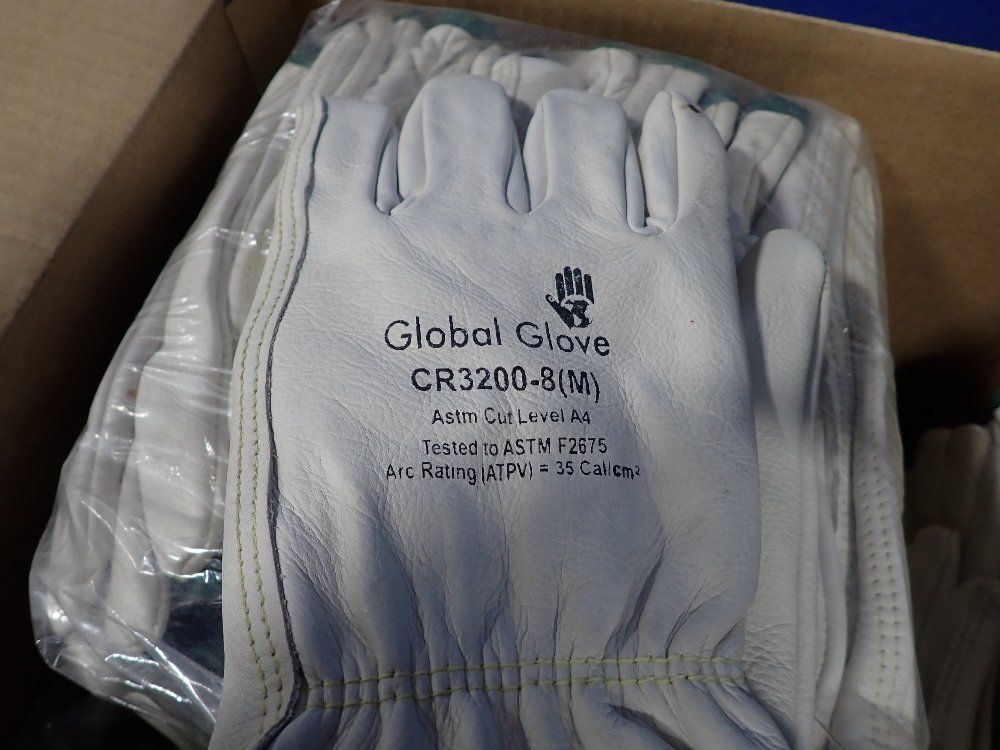 Global Glove
CR3200-8(M)
Astm Cut Level A4
Tested to ASTM F2675
Arc Rating (ATPV) = 35 Cal/cm²